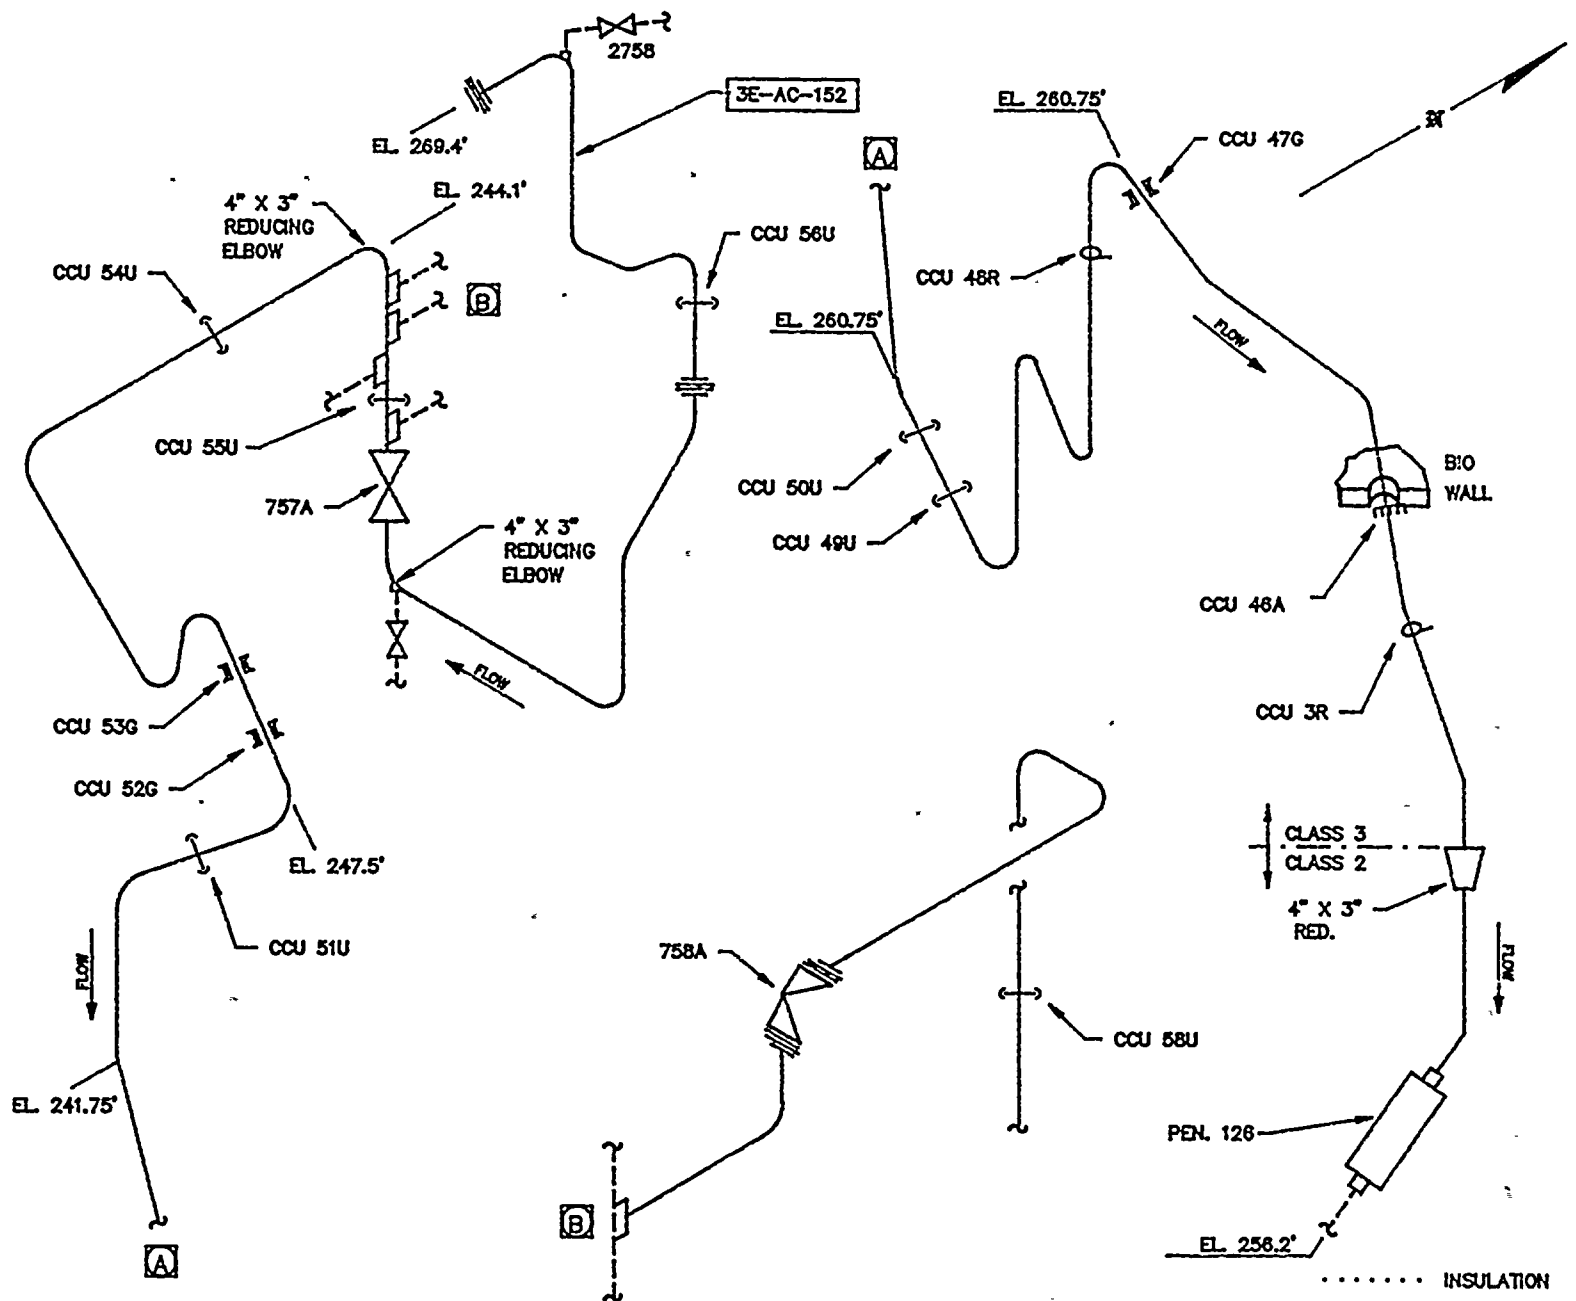 2758
3E-AC-152
EL. 269.4'
EL. 244.1'
4" X 3"
REDUCING
ELBOW
CCU 54U
B
CCU 56U
CCU 55U
757A
4" X 3"
REDUCING
ELBOW
FLOW
CCU 53G
CCU 52G
EL. 247.5'
CCU 51U
FLOW
EL. 241.75'
A
A
EL. 260.75'
CCU 47G
CCU 48R
EL. 260.75'
FLOW
CCU 50U
CCU 49U
BIO
WALL
CCU 46A
CCU 3R
CLASS 3
CLASS 2
4" X 3"
RED.
FLOW
758A
CCU 58U
PEN. 126
B
EL. 256.2'
INSULATION